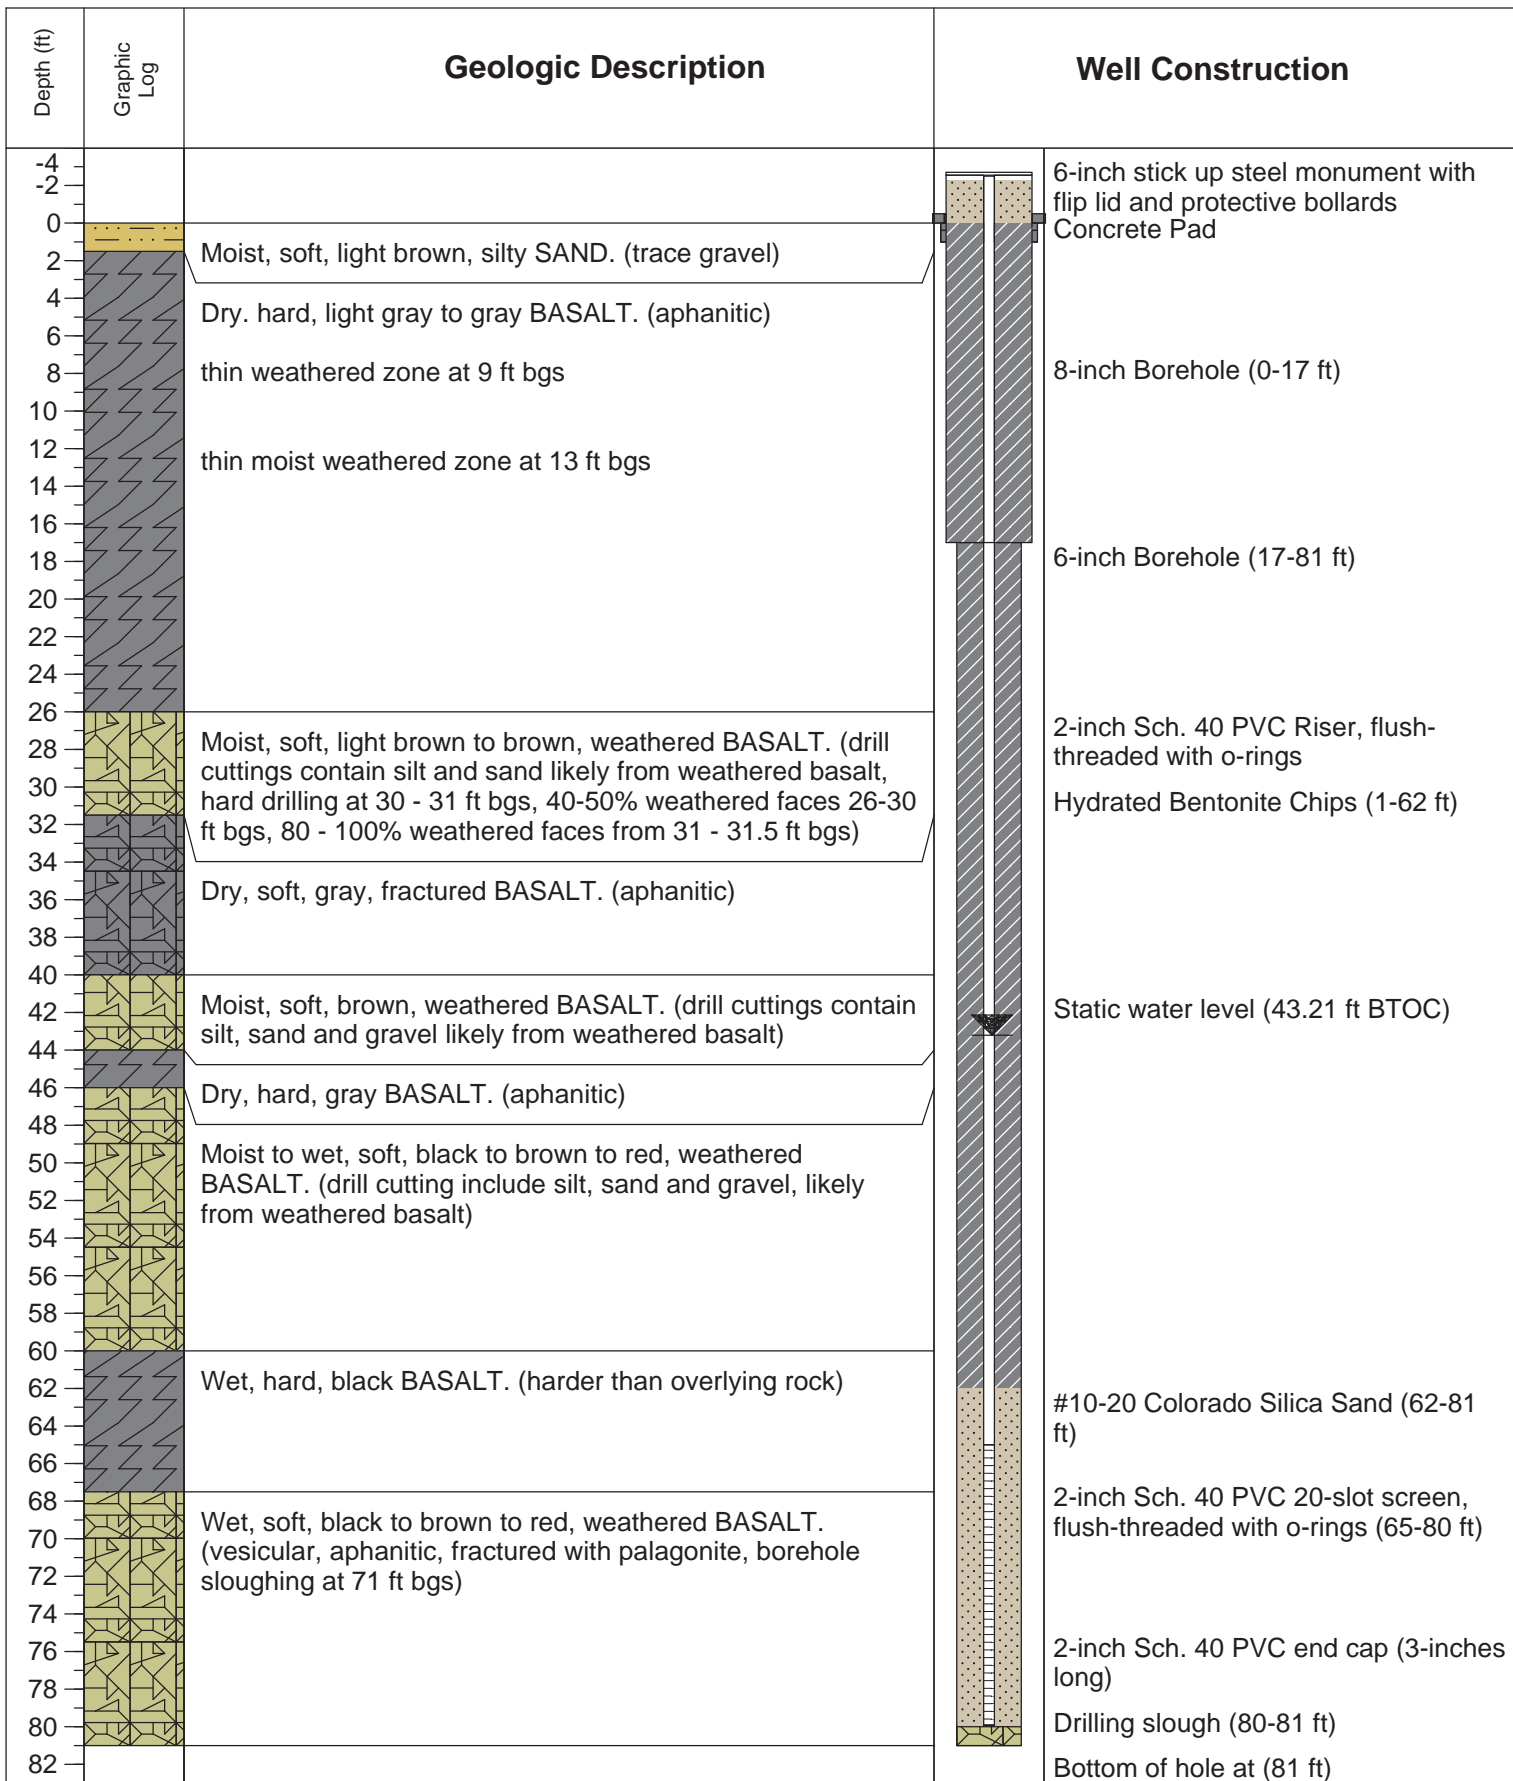 Depth (ft)
Graphic
Log
Geologic Description
Well Construction
-4
-2
0
2
4
6
8
10
12
14
16
18
20
22
24
26
28
30
32
34
36
38
40
42
44
46
48
50
52
54
56
58
60
62
64
66
68
70
72
74
76
78
80
82
Moist, soft, light brown, silty SAND. (trace gravel)
Dry. hard, light gray to gray BASALT. (aphanitic)
thin weathered zone at 9 ft bgs
thin moist weathered zone at 13 ft bgs
Moist, soft, light brown to brown, weathered BASALT. (drill
cuttings contain silt and sand likely from weathered basalt,
hard drilling at 30 - 31 ft bgs, 40-50% weathered faces 26-30
ft bgs, 80 - 100% weathered faces from 31 - 31.5 ft bgs)
Dry, soft, gray, fractured BASALT. (aphanitic)
Moist, soft, brown, weathered BASALT. (drill cuttings contain
silt, sand and gravel likely from weathered basalt)
Dry, hard, gray BASALT. (aphanitic)
Moist to wet, soft, black to brown to red, weathered
BASALT. (drill cutting include silt, sand and gravel, likely
from weathered basalt)
Wet, hard, black BASALT. (harder than overlying rock)
Wet, soft, black to brown to red, weathered BASALT.
(vesicular, aphanitic, fractured with palagonite, borehole
sloughing at 71 ft bgs)
6-inch stick up steel monument with
flip lid and protective bollards
Concrete Pad
8-inch Borehole (0-17 ft)
6-inch Borehole (17-81 ft)
2-inch Sch. 40 PVC Riser, flush-
threaded with o-rings
Hydrated Bentonite Chips (1-62 ft)
Static water level (43.21 ft BTOC)
#10-20 Colorado Silica Sand (62-81
ft)
2-inch Sch. 40 PVC 20-slot screen,
flush-threaded with o-rings (65-80 ft)
2-inch Sch. 40 PVC end cap (3-inches
long)
Drilling slough (80-81 ft)
Bottom of hole at (81 ft)